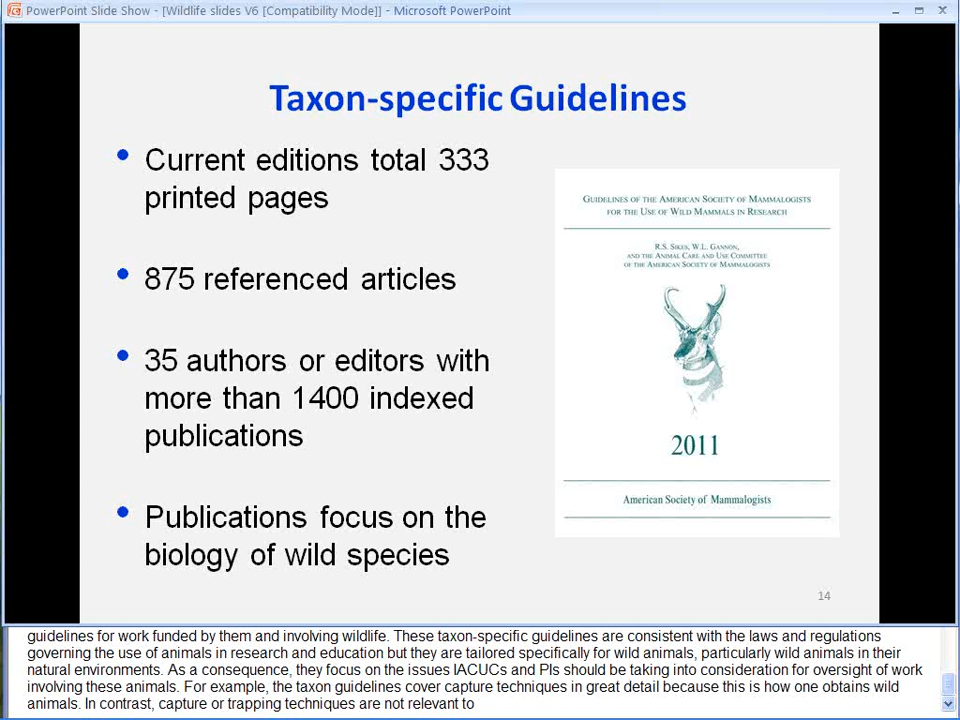 PowerPoint Slide Show - [Wildlife slides V6 [Compatibility Mode]] - Microsoft PowerPoint
Taxon-specific Guidelines
• Current editions total 333
printed pages
• 875 referenced articles
• 35 authors or editors with
more than 1400 indexed
publications
• Publications focus on the
biology of wild species
GUIDELINES OF THE AMERICAN SOCIETY OF MAMMALOGISTS
FOR THE USE OF WILD MAMMALS IN RESEARCH
R.S. SIKES, W.L. GANNON,
AND THE ANIMAL CARE AND USE COMMITTEE
OF THE AMERICAN SOCIETY OF MAMMALOGISTS
2011
American Society of Mammalogists
14
guidelines for work funded by them and involving wildlife. These taxon-specific guidelines are consistent with the laws and regulations
governing the use of animals in research and education but they are tailored specifically for wild animals, particularly wild animals in their
natural environments. As a consequence, they focus on the issues IACUCs and PIs should be taking into consideration for oversight of work
involving these animals. For example, the taxon guidelines cover capture techniques in great detail because this is how one obtains wild
animals. In contrast, capture or trapping techniques are not relevant to